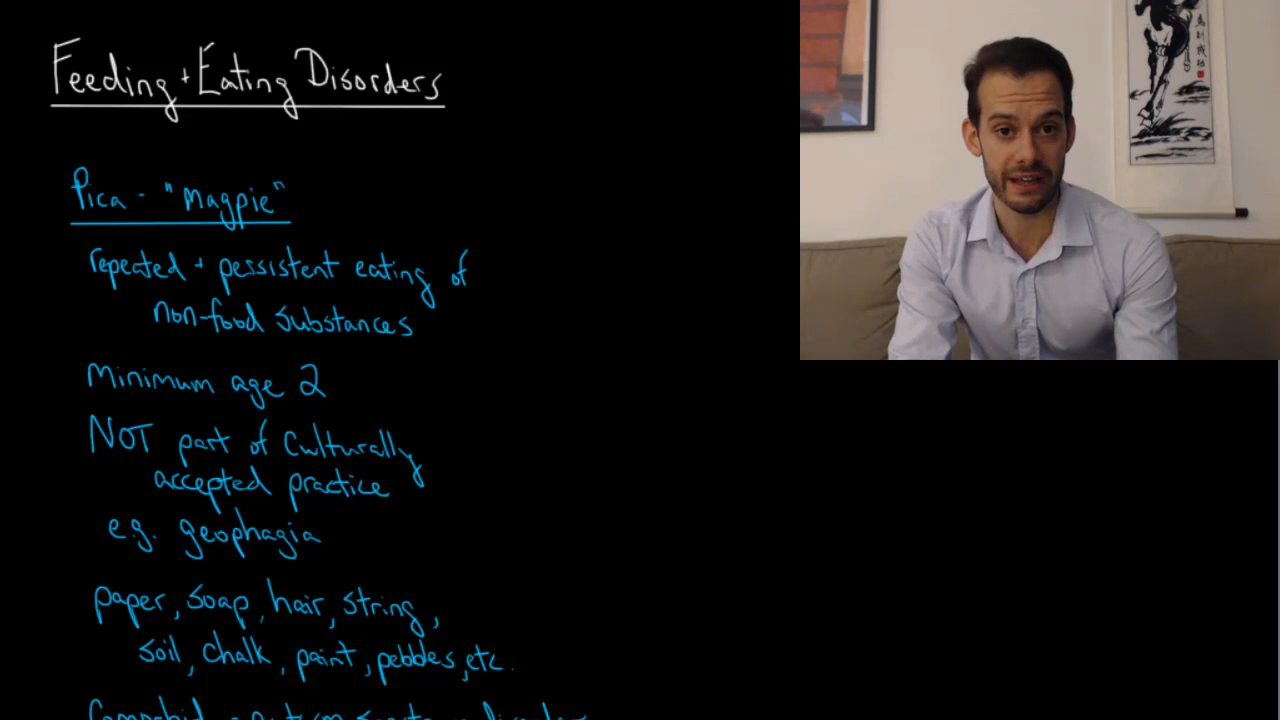 Feeding + Eating Disorders
Pica - "Magpie"
repeated + persistent eating of
non-food substances
Minimum age 2
NOT part of culturally
accepted practice
e.g. geophagia
paper, soap, hair, string,
soil, chalk, paint, pebbles, etc.